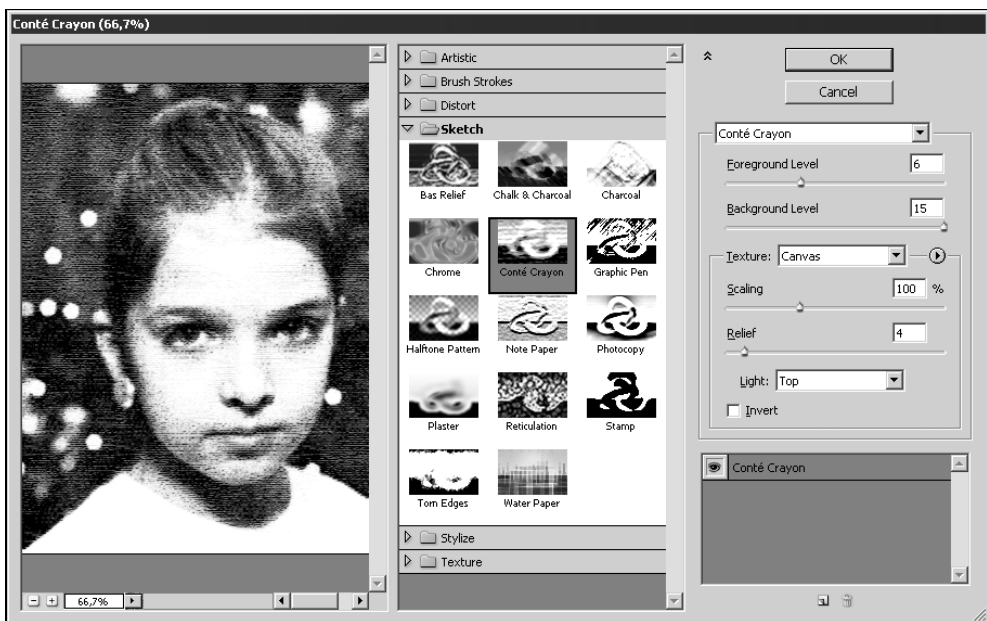 Conté Crayon (66,7%)
Artistic
Brush Strokes
Distort
Sketch
Bas Relief
Chalk & Charcoal
Charcoal
Chrome
Conté Crayon
Graphic Pen
Halftone Pattern
Note Paper
Photocopy
Plaster
Reticulation
Stamp
Torn Edges
Water Paper
Stylize
Texture
66,7%
OK
Cancel
Conté Crayon
Foreground Level 6
Background Level 15
Texture: Canvas
Scaling 100 %
Relief 4
Light: Top
Invert
Conté Crayon